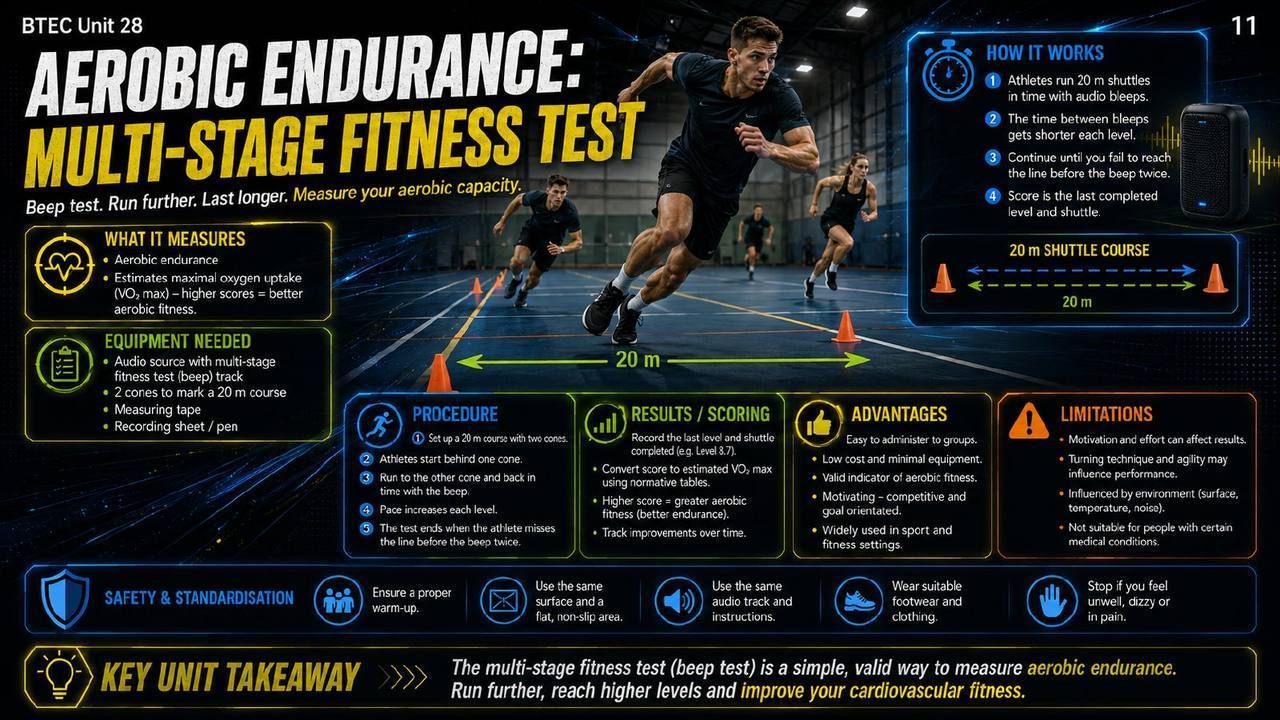 BTEC Unit 28
11
AEROBIC ENDURANCE:
MULTI-STAGE FITNESS TEST
Beep test. Run further. Last longer. Measure your aerobic capacity.
WHAT IT MEASURES
• Aerobic endurance
• Estimates maximal oxygen uptake
(VO₂ max) – higher scores = better
aerobic fitness.
EQUIPMENT NEEDED
• Audio source with multi-stage
fitness test (beep) track
• 2 cones to mark a 20 m course
• Measuring tape
• Recording sheet / pen
HOW IT WORKS
1 Athletes run 20 m shuttles
in time with audio bleeps.
2 The time between bleeps
gets shorter each level.
3 Continue until you fail to reach
the line before the beep twice.
4 Score is the last completed
level and shuttle.
20 m SHUTTLE COURSE
20 m
20 m
PROCEDURE
1 Set up a 20 m course with two cones.
2 Athletes start behind one cone.
3 Run to the other cone and back in
time with the beep.
4 Pace increases each level.
5 The test ends when the athlete misses
the line before the beep twice.
RESULTS / SCORING
Record the last level and shuttle
completed (e.g. Level 8.7).
• Convert score to estimated VO₂ max
using normative tables.
• Higher score = greater aerobic
fitness (better endurance).
• Track improvements over time.
ADVANTAGES
Easy to administer to groups.
• Low cost and minimal equipment.
• Valid indicator of aerobic fitness.
• Motivating – competitive and
goal orientated.
• Widely used in sport and
fitness settings.
LIMITATIONS
• Motivation and effort can affect results.
• Turning technique and agility may
influence performance.
• Influenced by environment (surface,
temperature, noise).
• Not suitable for people with certain
medical conditions.
SAFETY & STANDARDISATION
Ensure a proper
warm-up.
Use the same
surface and a
flat, non-slip area.
Use the same
audio track and
instructions.
Wear suitable
footwear and
clothing.
Stop if you feel
unwell, dizzy or
in pain.
KEY UNIT TAKEAWAY
The multi-stage fitness test (beep test) is a simple, valid way to measure aerobic endurance.
Run further, reach higher levels and improve your cardiovascular fitness.